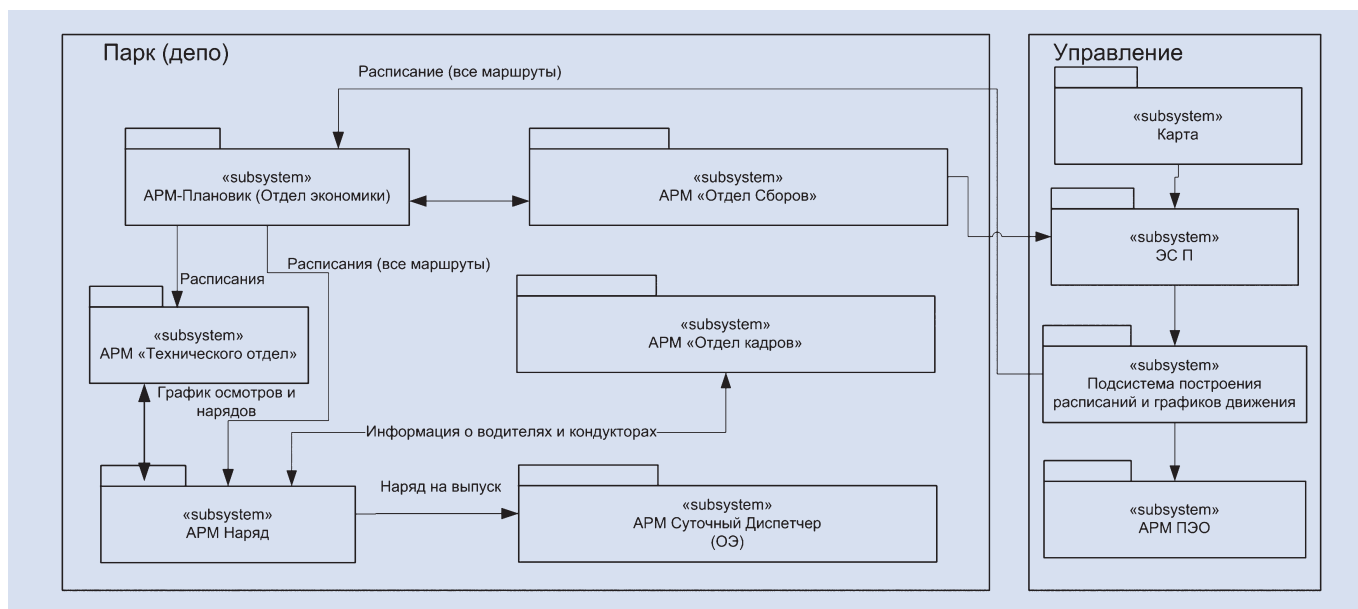 Парк (депо)
Управление
Расписание (все маршруты)
«subsystem»
Карта
«subsystem»
АРМ-Плановик (Отдел экономики)
«subsystem»
АРМ «Отдел Сборов»
«subsystem»
ЭС П
Расписания (все маршруты)
Расписания
«subsystem»
АРМ «Технического отдел»
«subsystem»
АРМ «Отдел кадров»
«subsystem»
Подсистема построения
расписаний и графиков движения
График осмотров и
нарядов
Информация о водителях и кондукторах
Наряд на выпуск
«subsystem»
АРМ Наряд
«subsystem»
АРМ Суточный Диспетчер
(ОЭ)
«subsystem»
АРМ ПЭО